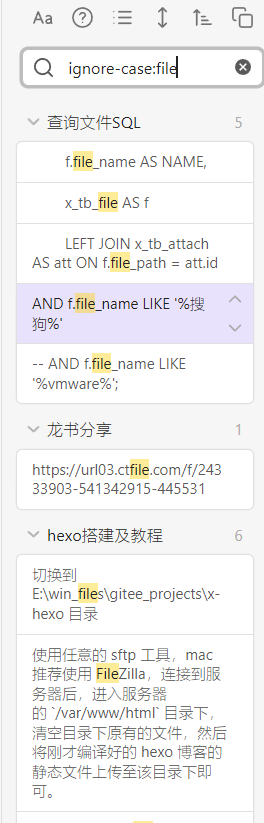 Aa
ignore-case:file
查询文件SQL 5
f.file_name AS NAME,
x_tb_file AS f
LEFT JOIN x_tb_attach
AS att ON f.file_path = att.id
AND f.file_name LIKE '%搜
狗%'
-- AND f.file_name LIKE
'%vmware%';
龙书分享 1
https://url03.ctfile.com/f/243
33903-541342915-445531
hexo搭建及教程 6
切换到
E:\win_files\gitee_projects\x-
hexo 目录
使用任意的 sftp 工具，mac
推荐使用 FileZilla，连接到服
务器后，进入服务器
的 `/var/www/html` 目录下，
清空目录下原有的文件，然后
将刚才编译好的 hexo 博客的
静态文件上传至该目录下即
可。